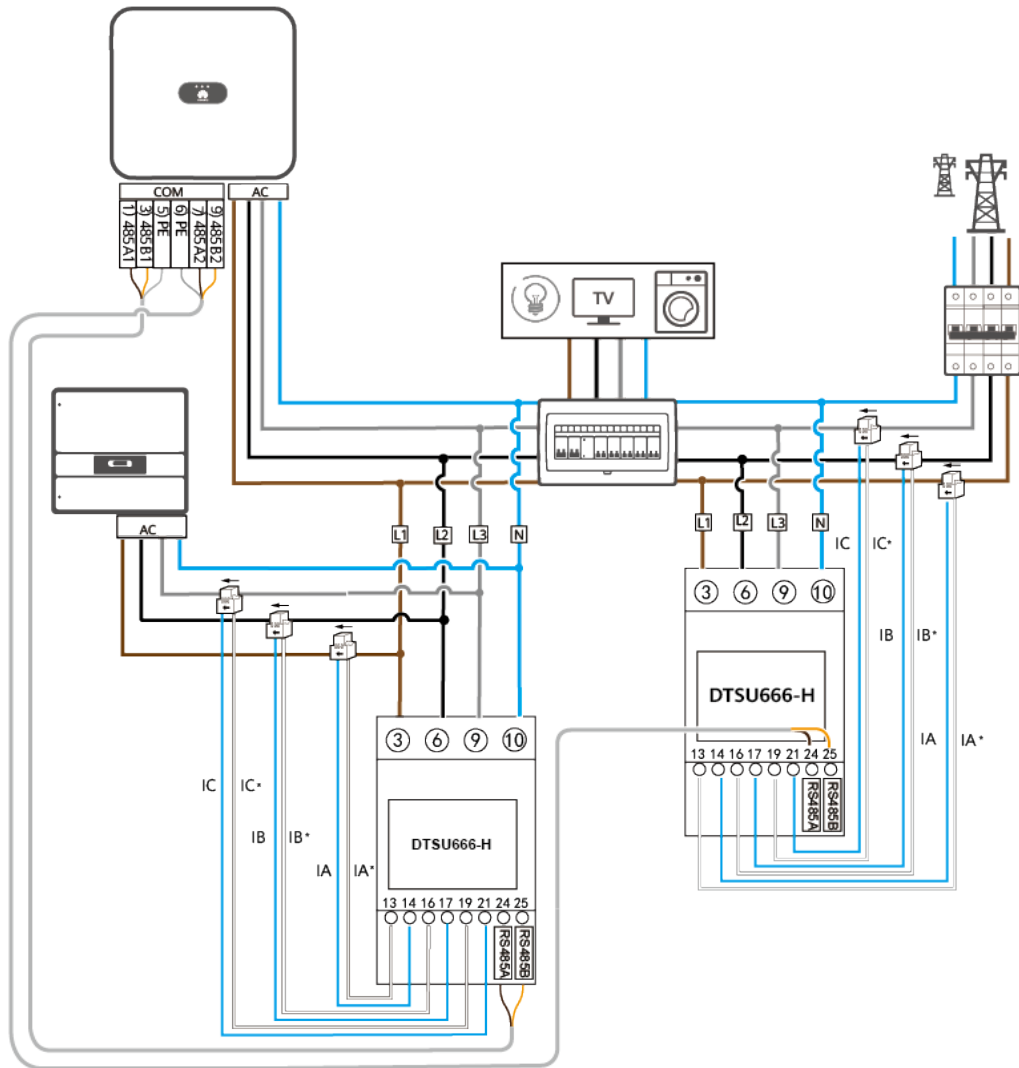 COM
AC
1) 485A1
3) 485B1
5) PE
6) PE
7) 485A2
9) 485B2
TV
AC
L1
L2
L3
N
L1
L2
L3
N
IC
IC*
IB
IB*
IA
IA*
3
6
9
10
DTSU666-H
13 14 16 17 19 21 24 25
RS485A
RS485B
3
6
9
10
IC
IC*
IB
IB*
IA
IA*
DTSU666-H
13 14 16 17 19 21 24 25
RS485A
RS485B